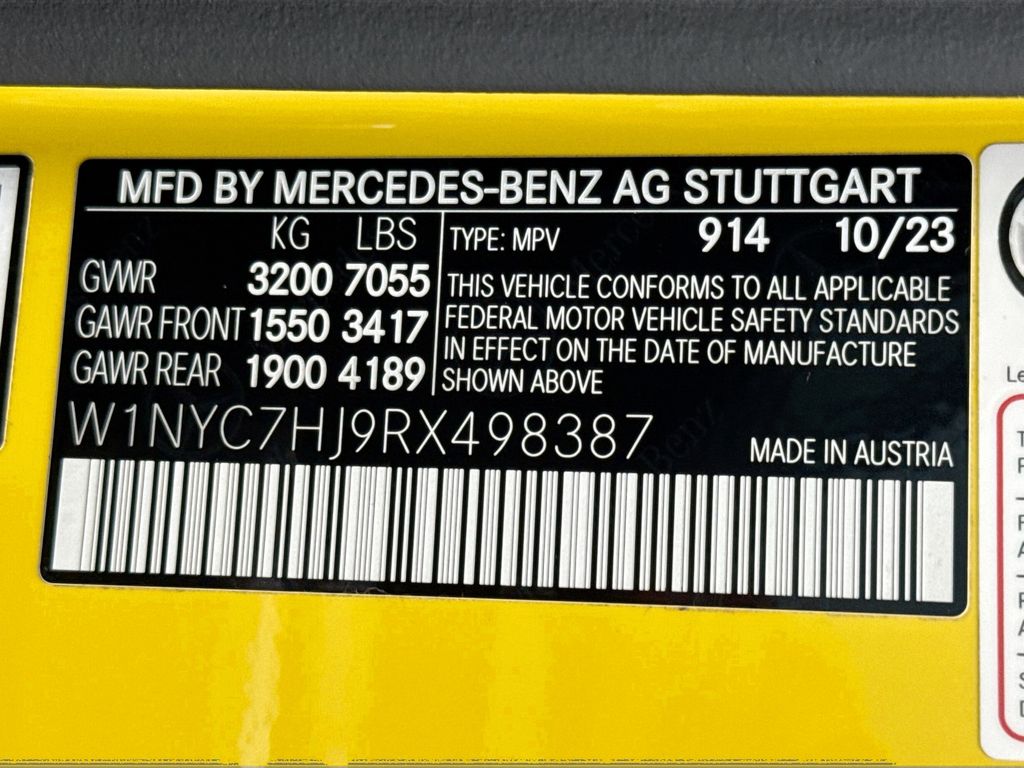 MFD BY MERCEDES-BENZ AG STUTTGART
KG LBS
GVWR 3200 7055
GAWR FRONT 1550 3417
GAWR REAR 1900 4189
TYPE: MPV 914 10/23
THIS VEHICLE CONFORMS TO ALL APPLICABLE
FEDERAL MOTOR VEHICLE SAFETY STANDARDS
IN EFFECT ON THE DATE OF MANUFACTURE
SHOWN ABOVE
W1NYC7HJ9RX498387
MADE IN AUSTRIA